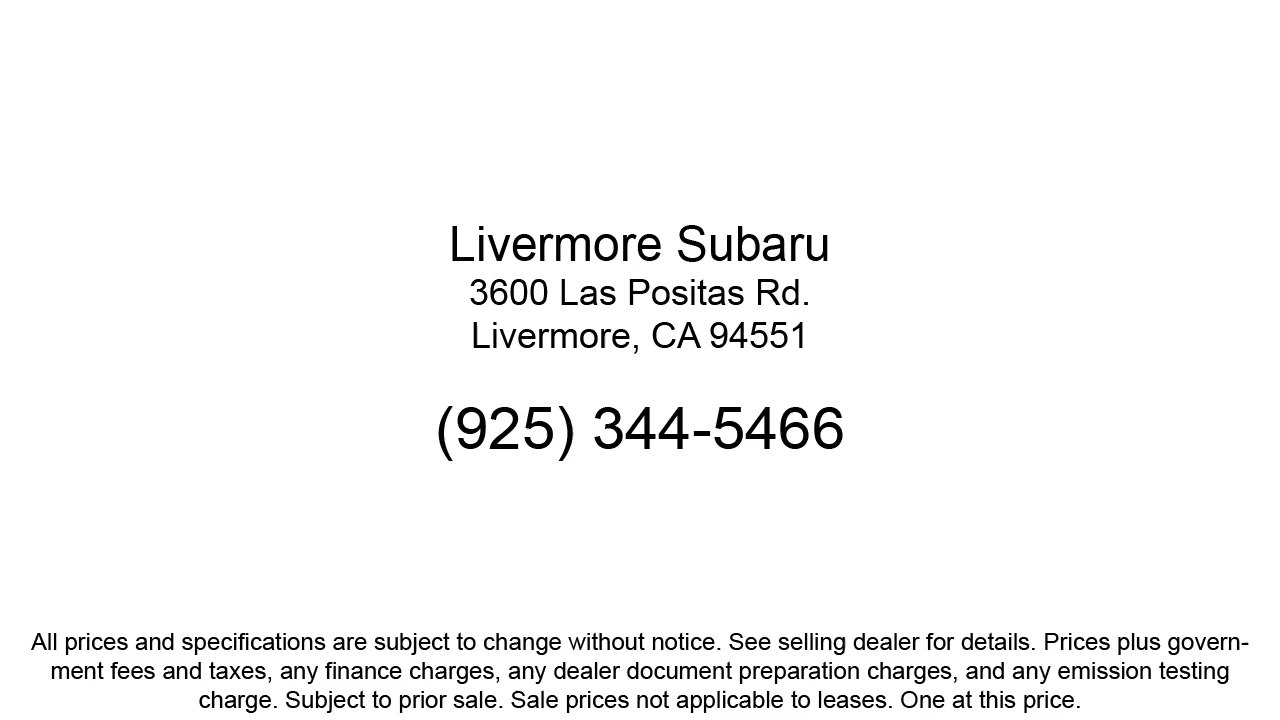 Livermore Subaru
3600 Las Positas Rd.
Livermore, CA 94551
(925) 344-5466
All prices and specifications are subject to change without notice. See selling dealer for details. Prices plus govern-
ment fees and taxes, any finance charges, any dealer document preparation charges, and any emission testing
charge. Subject to prior sale. Sale prices not applicable to leases. One at this price.